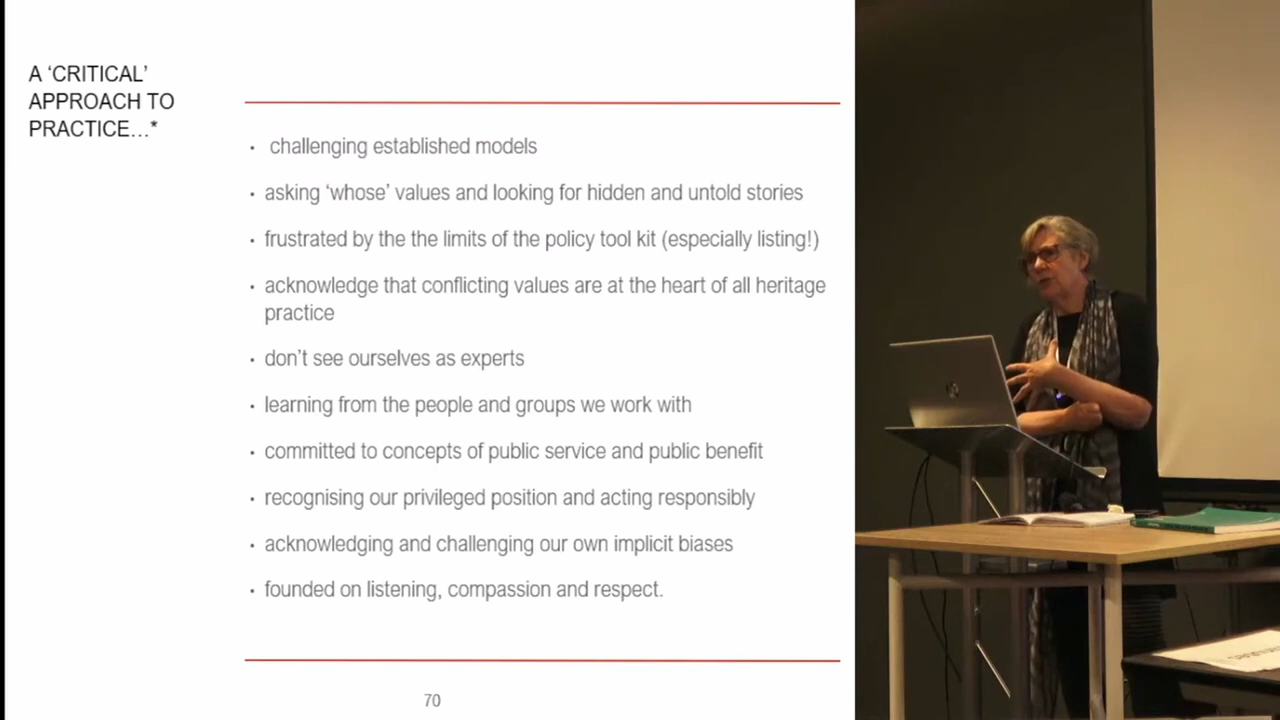 A ‘CRITICAL’
APPROACH TO
PRACTICE…*
• challenging established models
• asking ‘whose’ values and looking for hidden and untold stories
• frustrated by the the limits of the policy tool kit (especially listing!)
• acknowledge that conflicting values are at the heart of all heritage
practice
• don’t see ourselves as experts
• learning from the people and groups we work with
• committed to concepts of public service and public benefit
• recognising our privileged position and acting responsibly
• acknowledging and challenging our own implicit biases
• founded on listening, compassion and respect.
70
hp